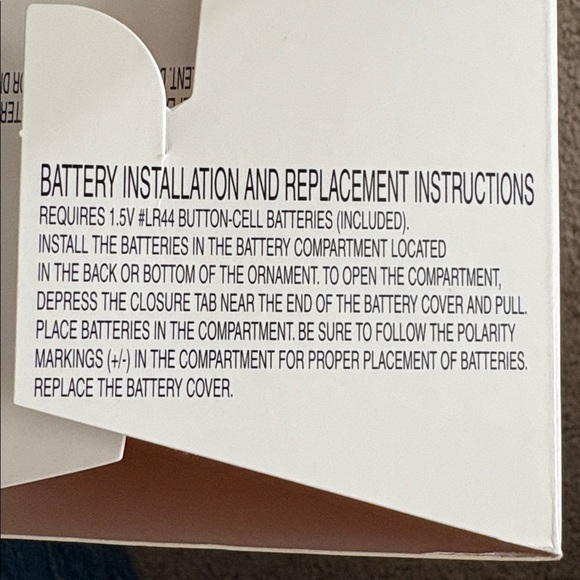 BATTERY INSTALLATION AND REPLACEMENT INSTRUCTIONS
REQUIRES 1.5V #LR44 BUTTON-CELL BATTERIES (INCLUDED).
INSTALL THE BATTERIES IN THE BATTERY COMPARTMENT LOCATED
IN THE BACK OR BOTTOM OF THE ORNAMENT. TO OPEN THE COMPARTMENT,
DEPRESS THE CLOSURE TAB NEAR THE END OF THE BATTERY COVER AND PULL.
PLACE BATTERIES IN THE COMPARTMENT. BE SURE TO FOLLOW THE POLARITY
MARKINGS (+/-) IN THE COMPARTMENT FOR PROPER PLACEMENT OF BATTERIES.
REPLACE THE BATTERY COVER.